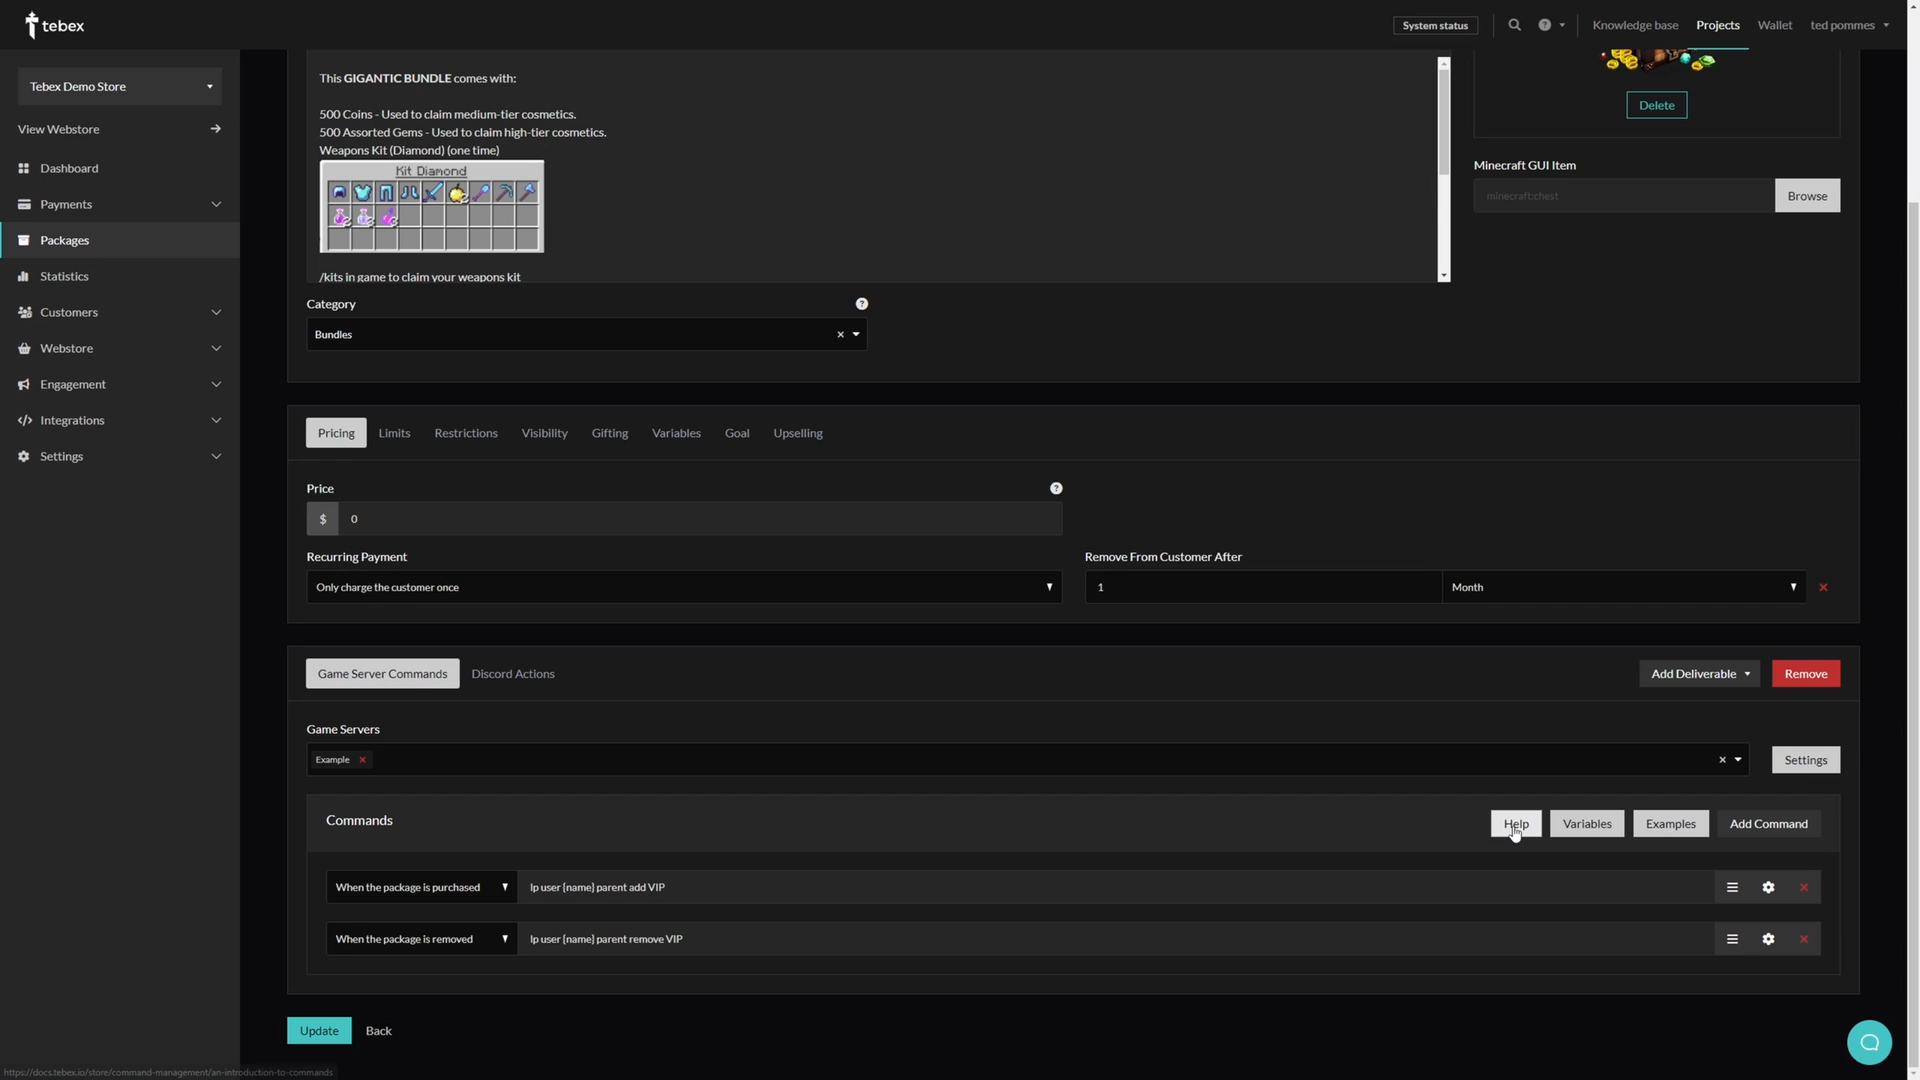 tebex
System status
Knowledge base
Projects
Wallet
ted pommes
Tebex Demo Store
View Webstore
Dashboard
Payments
Packages
Statistics
Customers
Webstore
Engagement
Integrations
Settings
This GIGANTIC BUNDLE comes with:
500 Coins - Used to claim medium-tier cosmetics.
500 Assorted Gems - Used to claim high-tier cosmetics.
Weapons Kit (Diamond) (one time)
Kit Diamond
/kits in game to claim your weapons kit
Delete
Minecraft GUI Item
minecraft:chest
Browse
Category
Bundles
Pricing
Limits
Restrictions
Visibility
Gifting
Variables
Goal
Upselling
Price
$ 0
Recurring Payment
Only charge the customer once
Remove From Customer After
1
Month
Game Server Commands
Discord Actions
Add Deliverable
Remove
Game Servers
Example
Settings
Commands
Help
Variables
Examples
Add Command
When the package is purchased
lp user {name} parent add VIP
When the package is removed
lp user {name} parent remove VIP
Update
Back
https://docs.tebex.io/store/command-management/an-introduction-to-commands